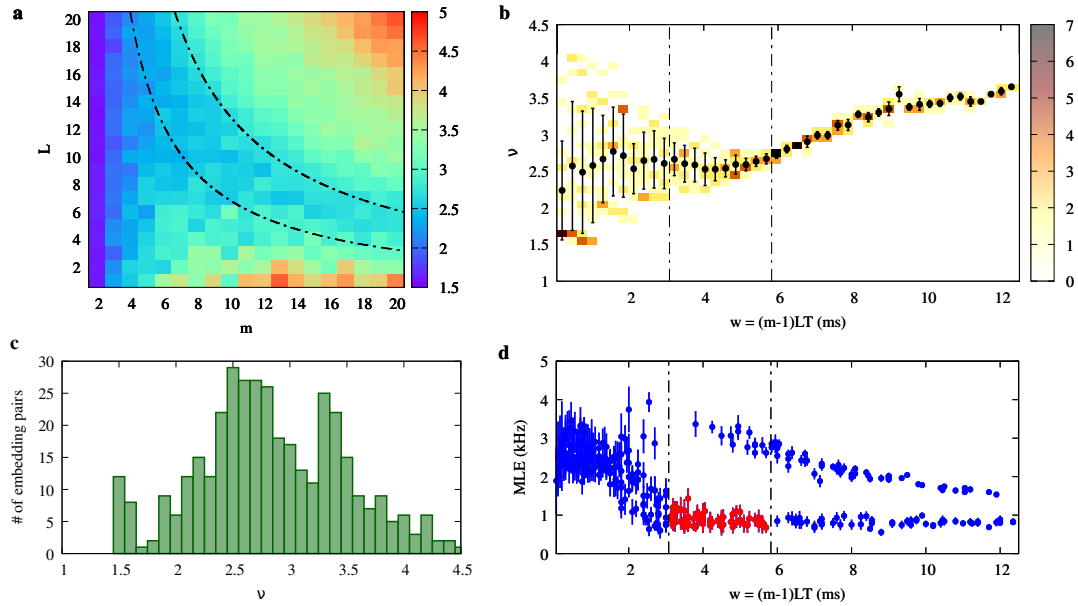 a
L
20
18
16
14
12
10
8
6
4
2
2 4 6 8 10 12 14 16 18 20
m
5
4.5
4
3.5
3
2.5
2
1.5
b
ν
4.5
4
3.5
3
2.5
2
1.5
1
2 4 6 8 10 12
w = (m-1)LT (ms)
7
6
5
4
3
2
1
0
c
# of embedding pairs
30
25
20
15
10
5
0
1 1.5 2 2.5 3 3.5 4 4.5
ν
d
MLE (kHz)
5
4
3
2
1
0
2 4 6 8 10 12
w = (m-1)LT (ms)